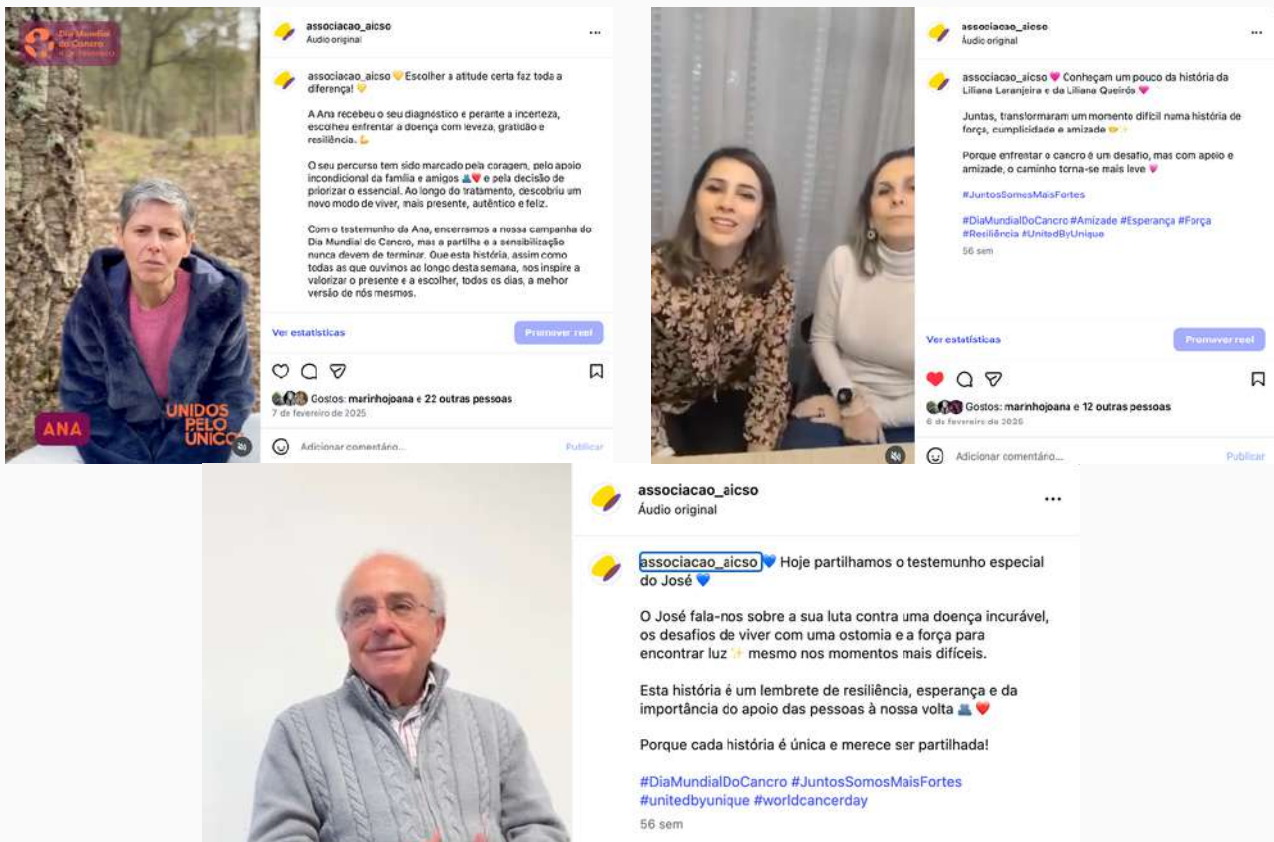 Dia Mundial
do Cancro
associacao_aicso
Áudio original
associacao_aicso 💛 Escolher a atitude certa faz toda a
diferença! 💛
A Ana recebeu o seu diagnóstico e perante a incerteza,
escolheu enfrentar a doença com leveza, gratidão e
resiliência. 💪
O seu percurso tem sido marcado pela coragem, pelo apoio
incondicional da família e amigos 🫂❤️ e pela decisão de
priorizar o essencial. Ao longo do tratamento, descobriu um
novo modo de viver, mais presente, autêntico e feliz.
Com o testemunho da Ana, encerramos a nossa campanha do
Dia Mundial do Cancro, mas a partilha e a sensibilização
nunca devem de terminar. Que esta história, assim como
todas as que ouvimos ao longo desta semana, nos inspire a
valorizar o presente e a escolher, todos os dias, a melhor
versão de nós mesmos.
Ver estatísticas
Promover reel
Gostos: marinhojoana e 22 outras pessoas
7 de fevereiro de 2025
Adicionar comentário...
Publicar
ANA
UNIDOS
PELO
ÚNICO
associacao_aicso
Áudio original
associacao_aicso 💗 Conheçam um pouco da história da
Liliana Laranjeira e da Liliana Queirós 💗
Juntas, transformaram um momento difícil numa história de
força, cumplicidade e amizade 🤝✨
Porque enfrentar o cancro é um desafio, mas com apoio e
amizade, o caminho torna-se mais leve 💗
#JuntosSomosMaisFortes
#DiaMundialDoCancro #Amizade #Esperança #Força
#Resiliência #UnitedByUnique
56 sem
Ver estatísticas
Promover reel
Gostos: marinhojoana e 12 outras pessoas
6 de fevereiro de 2025
Adicionar comentário...
Publicar
associacao_aicso
Áudio original
associacao_aicso 💙 Hoje partilhamos o testemunho especial
do José 💙
O José fala-nos sobre a sua luta contra uma doença incurável,
os desafios de viver com uma ostomia e a força para
encontrar luz ✨ mesmo nos momentos mais difíceis.
Esta história é um lembrete de resiliência, esperança e da
importância do apoio das pessoas à nossa volta 🫂❤️
Porque cada história é única e merece ser partilhada!
#DiaMundialDoCancro #JuntosSomosMaisFortes
#unitedbyunique #worldcancerday
56 sem